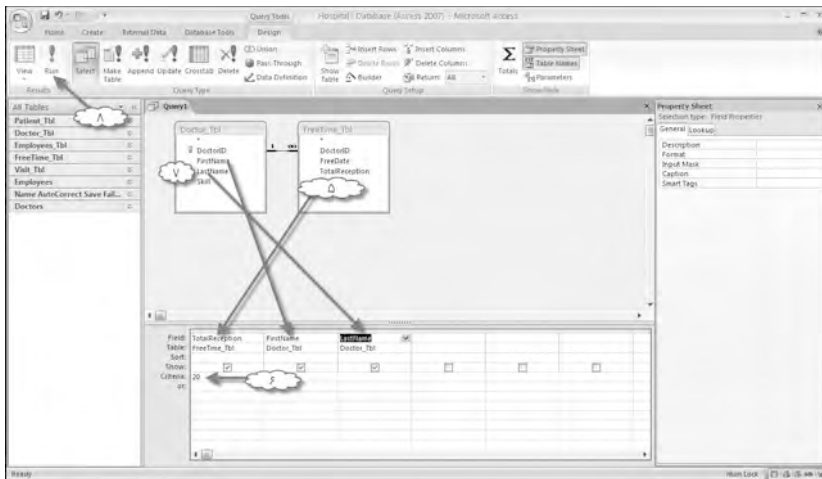 Query Tools
Hospital : Database (Access 2007) - Microsoft Access
Home Create External Data Database Tools Design
View Run Select Make Table Append Update Crosstab Delete
Union
Pass-Through
Data Definition
Show Table
Insert Rows
Delete Rows
Builder
Insert Columns
Delete Columns
Return: All
Totals
Property Sheet
Table Names
Parameters
Results Query Type Query Setup Show/Hide
All Tables
Patient_Tbl
Doctor_Tbl
Employees_Tbl
FreeTime_Tbl
Visit_Tbl
Employees
Name AutoCorrect Save Fail...
Doctors
۸
Query1
Doctor_Tbl
*
DoctorID
FirstName
LastName
Skill
۷
1 ∞
FreeTime_Tbl
*
DoctorID
FreeDate
TotalReception
۵
Field: TotalReception FirstName LastName
Table: FreeTime_Tbl Doctor_Tbl Doctor_Tbl
Sort:
Show:
Criteria: 20
or:
۶
Property Sheet
Selection type: Field Properties
General Lookup
Description
Format
Input Mask
Caption
Smart Tags
Ready
Num Lock